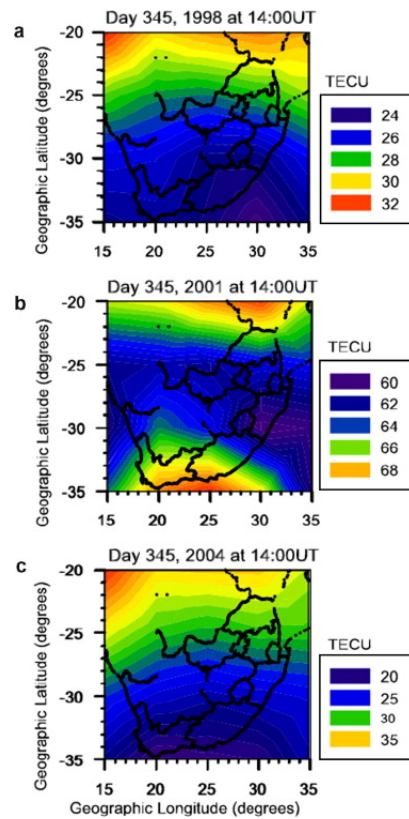 a
Day 345, 1998 at 14:00UT
-20
-25
-30
-35
Geographic Latitude (degrees)
15 20 25 30 35
TECU
24
26
28
30
32
b
Day 345, 2001 at 14:00UT
-20
-25
-30
-35
Geographic Latitude (degrees)
15 20 25 30 35
TECU
60
62
64
66
68
c
Day 345, 2004 at 14:00UT
-20
-25
-30
-35
Geographic Latitude (degrees)
15 20 25 30 35
Geographic Longitude (degrees)
TECU
20
25
30
35